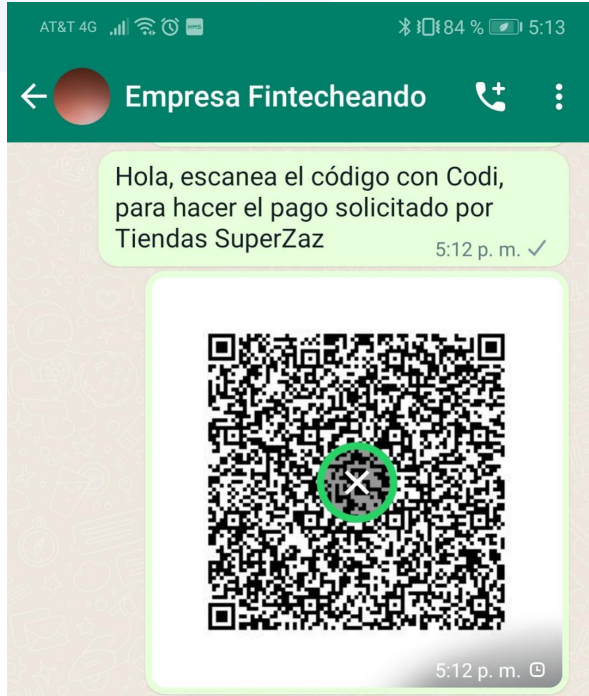 AT&T 4G HMS 84 % 5:13
Empresa Fintecheando
Hola, escanea el código con Codi,
para hacer el pago solicitado por
Tiendas SuperZaz
5:12 p. m.
5:12 p. m.